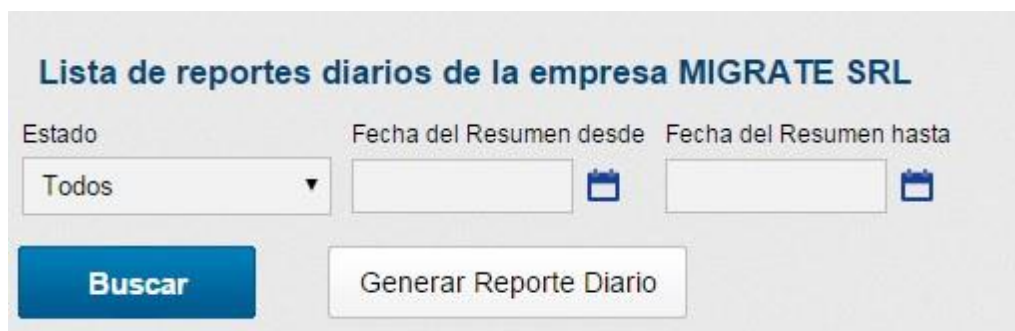 Lista de reportes diarios de la empresa MIGRATE SRL
Estado Fecha del Resumen desde Fecha del Resumen hasta
Todos
Buscar Generar Reporte Diario